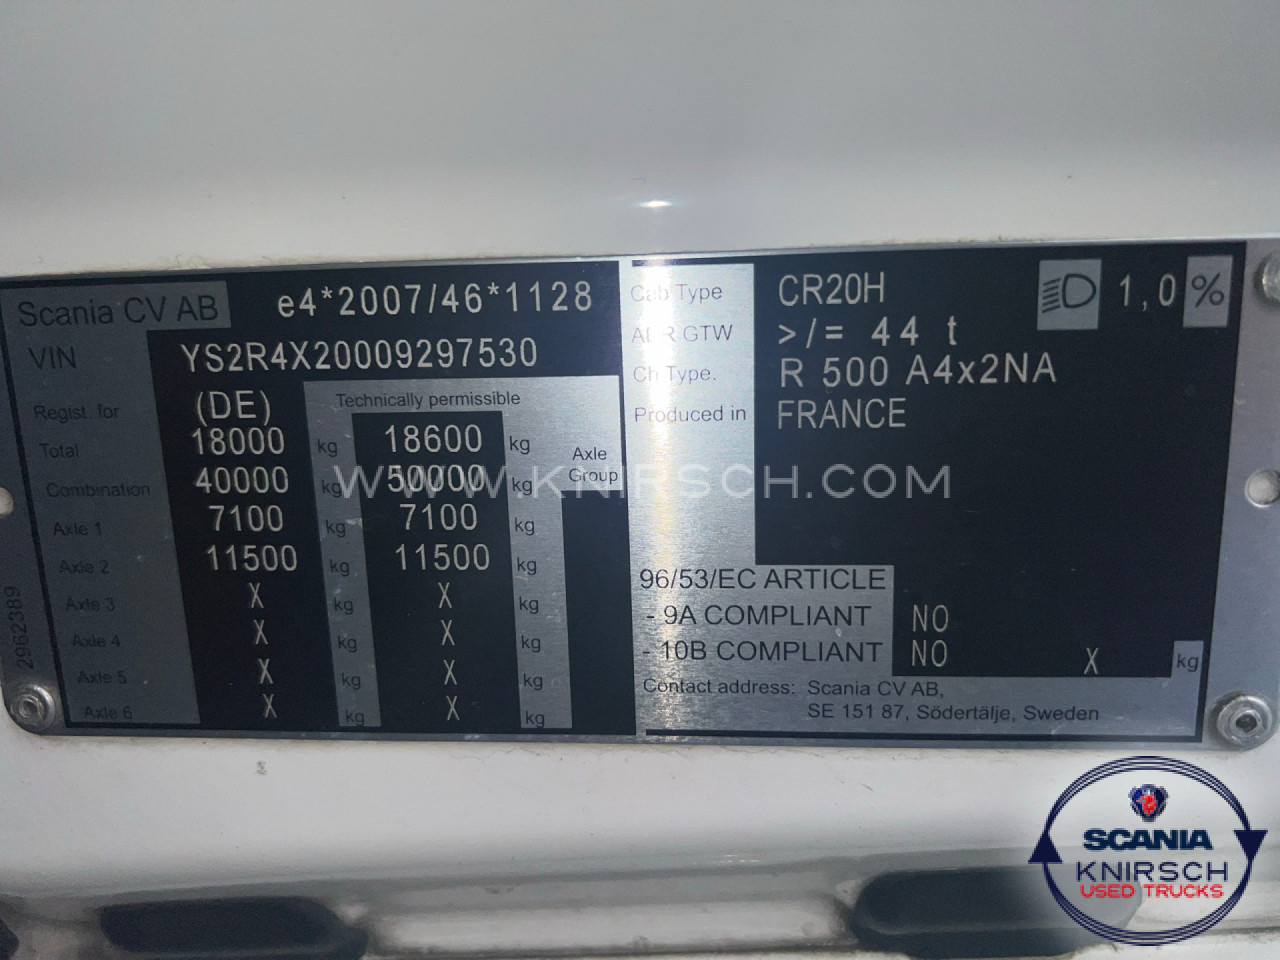 Scania CV AB e4*2007/46*1128
VIN YS2R4X20009297530
Regist. for (DE) Technically permissible
Total 18000 kg 18600 kg Axle Group
Combination 40000 kg 50000 kg
Axle 1 7100 kg 7100 kg
Axle 2 11500 kg 11500 kg
Axle 3 X kg X kg
Axle 4 X kg X kg
Axle 5 X kg X kg
Axle 6 X kg X kg
2962389
Cab Type CR20H 1,0 %
ADR GTW >/= 44 t
Ch Type. R 500 A4x2NA
Produced in FRANCE
96/53/EC ARTICLE
- 9A COMPLIANT NO
- 10B COMPLIANT NO X kg
Contact address: Scania CV AB,
SE 151 87, Södertälje, Sweden
WWW.KNIRSCH.COM
SCANIA
KNIRSCH
USED TRUCKS